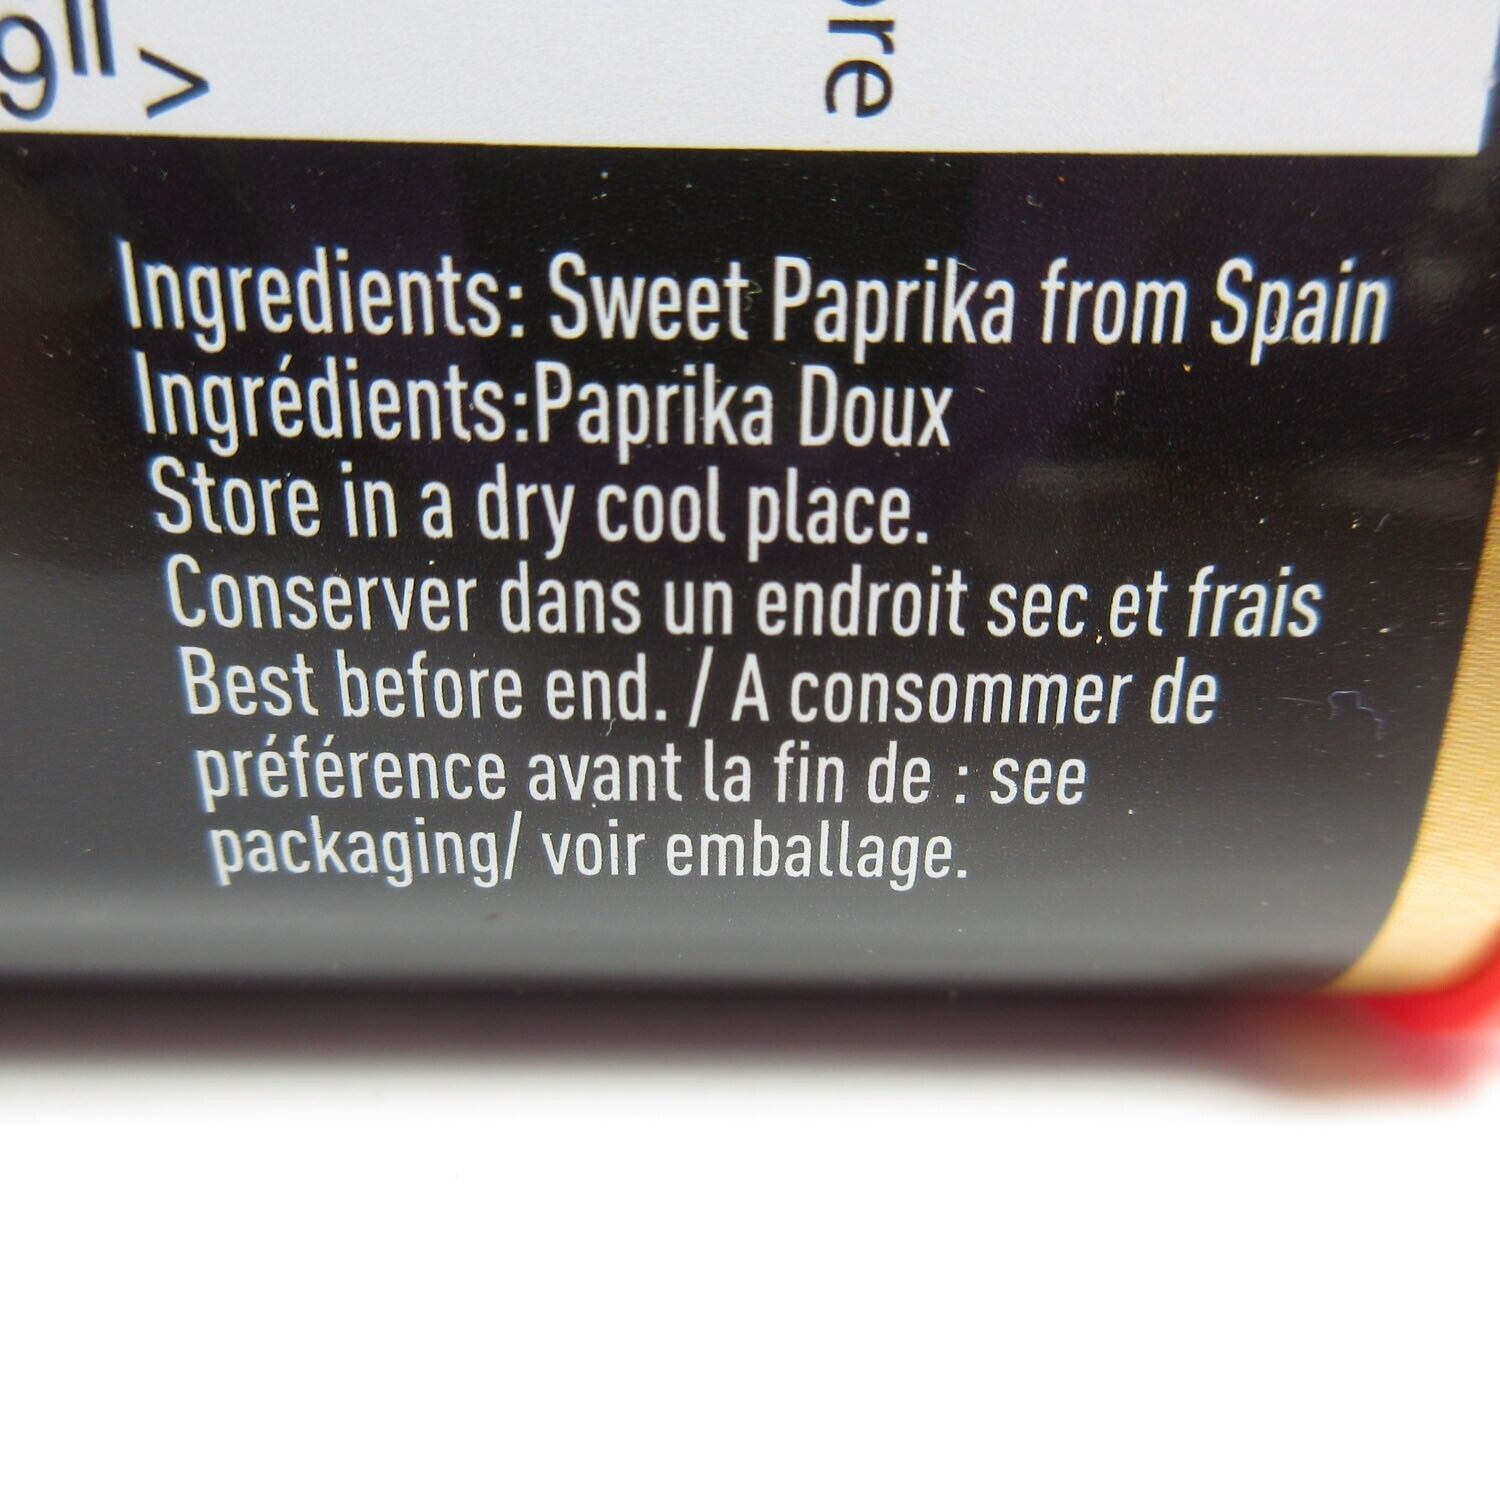 Ingredients: Sweet Paprika from Spain
Ingrédients:Paprika Doux
Store in a dry cool place.
Conserver dans un endroit sec et frais
Best before end. / A consommer de
préférence avant la fin de : see
packaging/ voir emballage.